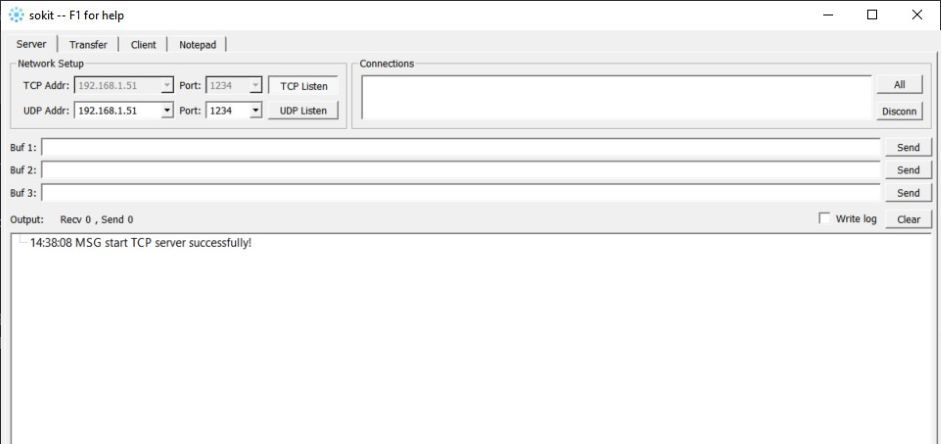 sokit -- F1 for help
Server Transfer Client Notepad
Network Setup
TCP Addr: 192.168.1.51 Port: 1234 TCP Listen
UDP Addr: 192.168.1.51 Port: 1234 UDP Listen
Connections
All
Disconn
Buf 1: Send
Buf 2: Send
Buf 3: Send
Output: Recv 0 , Send 0 Write log Clear
14:38:08 MSG start TCP server successfully!